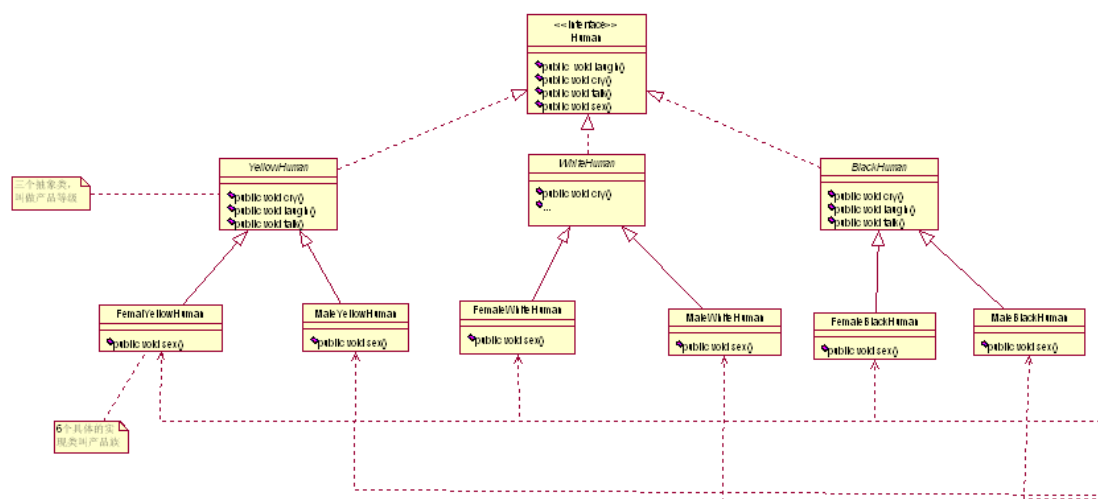 <<Interface>>
Human
public void laugh()
public void cry()
public void talk()
public void sex()
YellowHuman
public void cry()
public void laugh()
public void talk()
WhiteHuman
public void cry()
...
BlackHuman
public void cry()
public void laugh()
public void talk()
三个抽象类，
叫做产品等级
FemalYellowHuman
public void sex()
MaleYellowHuman
public void sex()
FemaleWhiteHuman
public void sex()
MaleWhiteHuman
public void sex()
FemaleBlackHuman
public void sex()
MaleBlackHuman
public void sex()
6个具体的实
现类叫产品族